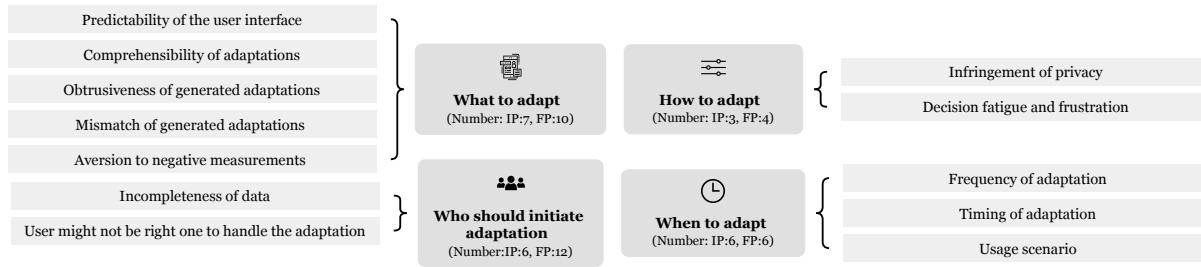 Predictability of the user interface
Comprehensibility of adaptations
Obtrusiveness of generated adaptations
Mismatch of generated adaptations
Aversion to negative measurements
What to adapt
(Number: IP:7, FP:10)
How to adapt
(Number: IP:3, FP:4)
Infringement of privacy
Decision fatigue and frustration
Incompleteness of data
User might not be right one to handle the adaptation
Who should initiate
adaptation
(Number:IP:6, FP:12)
When to adapt
(Number: IP:6, FP:6)
Frequency of adaptation
Timing of adaptation
Usage scenario